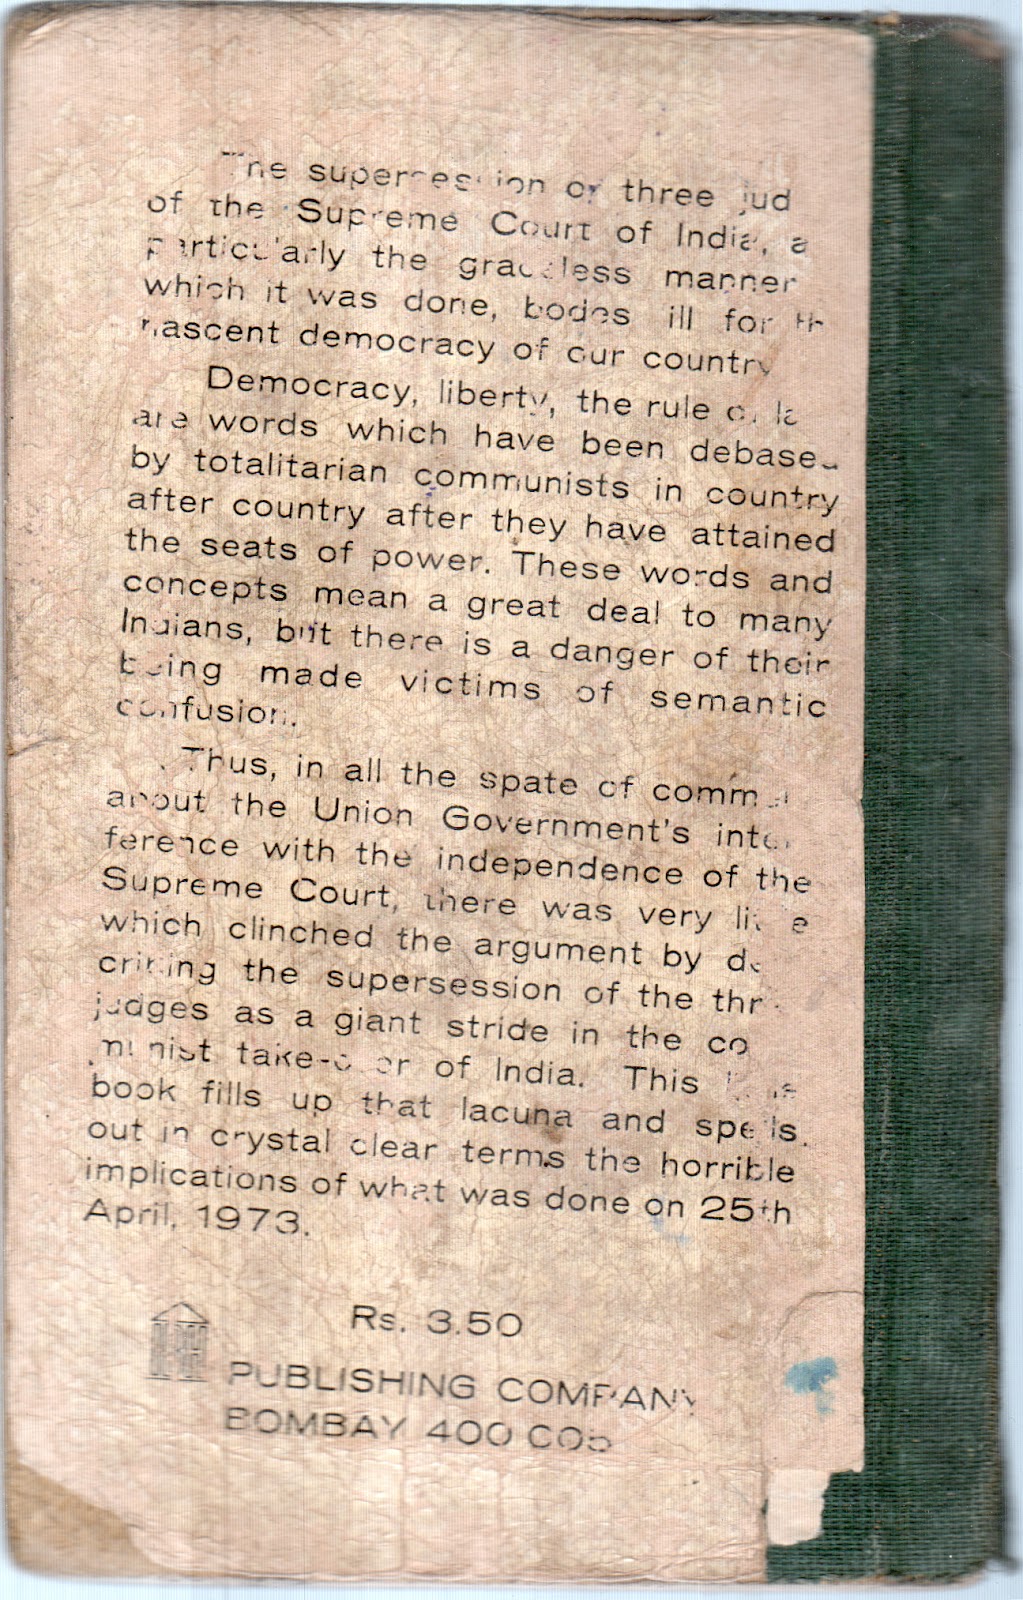 The supersession of three jud
of the Supreme Court of India, a
particularly the graceless manner
which it was done, bodes ill for th
nascent democracy of our country
Democracy, liberty, the rule of la
are words which have been debased
by totalitarian communists in country
after country after they have attained
the seats of power. These words and
concepts mean a great deal to many
Indians, but there is a danger of their
being made victims of semantic
confusion.
Thus, in all the spate of comm
about the Union Government's inter
ference with the independence of the
Supreme Court, there was very little
which clinched the argument by de
cribing the supersession of the thr
judges as a giant stride in the co
munist take-over of India. This
book fills up that lacuna and spells
out in crystal clear terms the horrible
implications of what was done on 25th
April, 1973.
Rs. 3.50
PUBLISHING COMPANY
BOMBAY 400